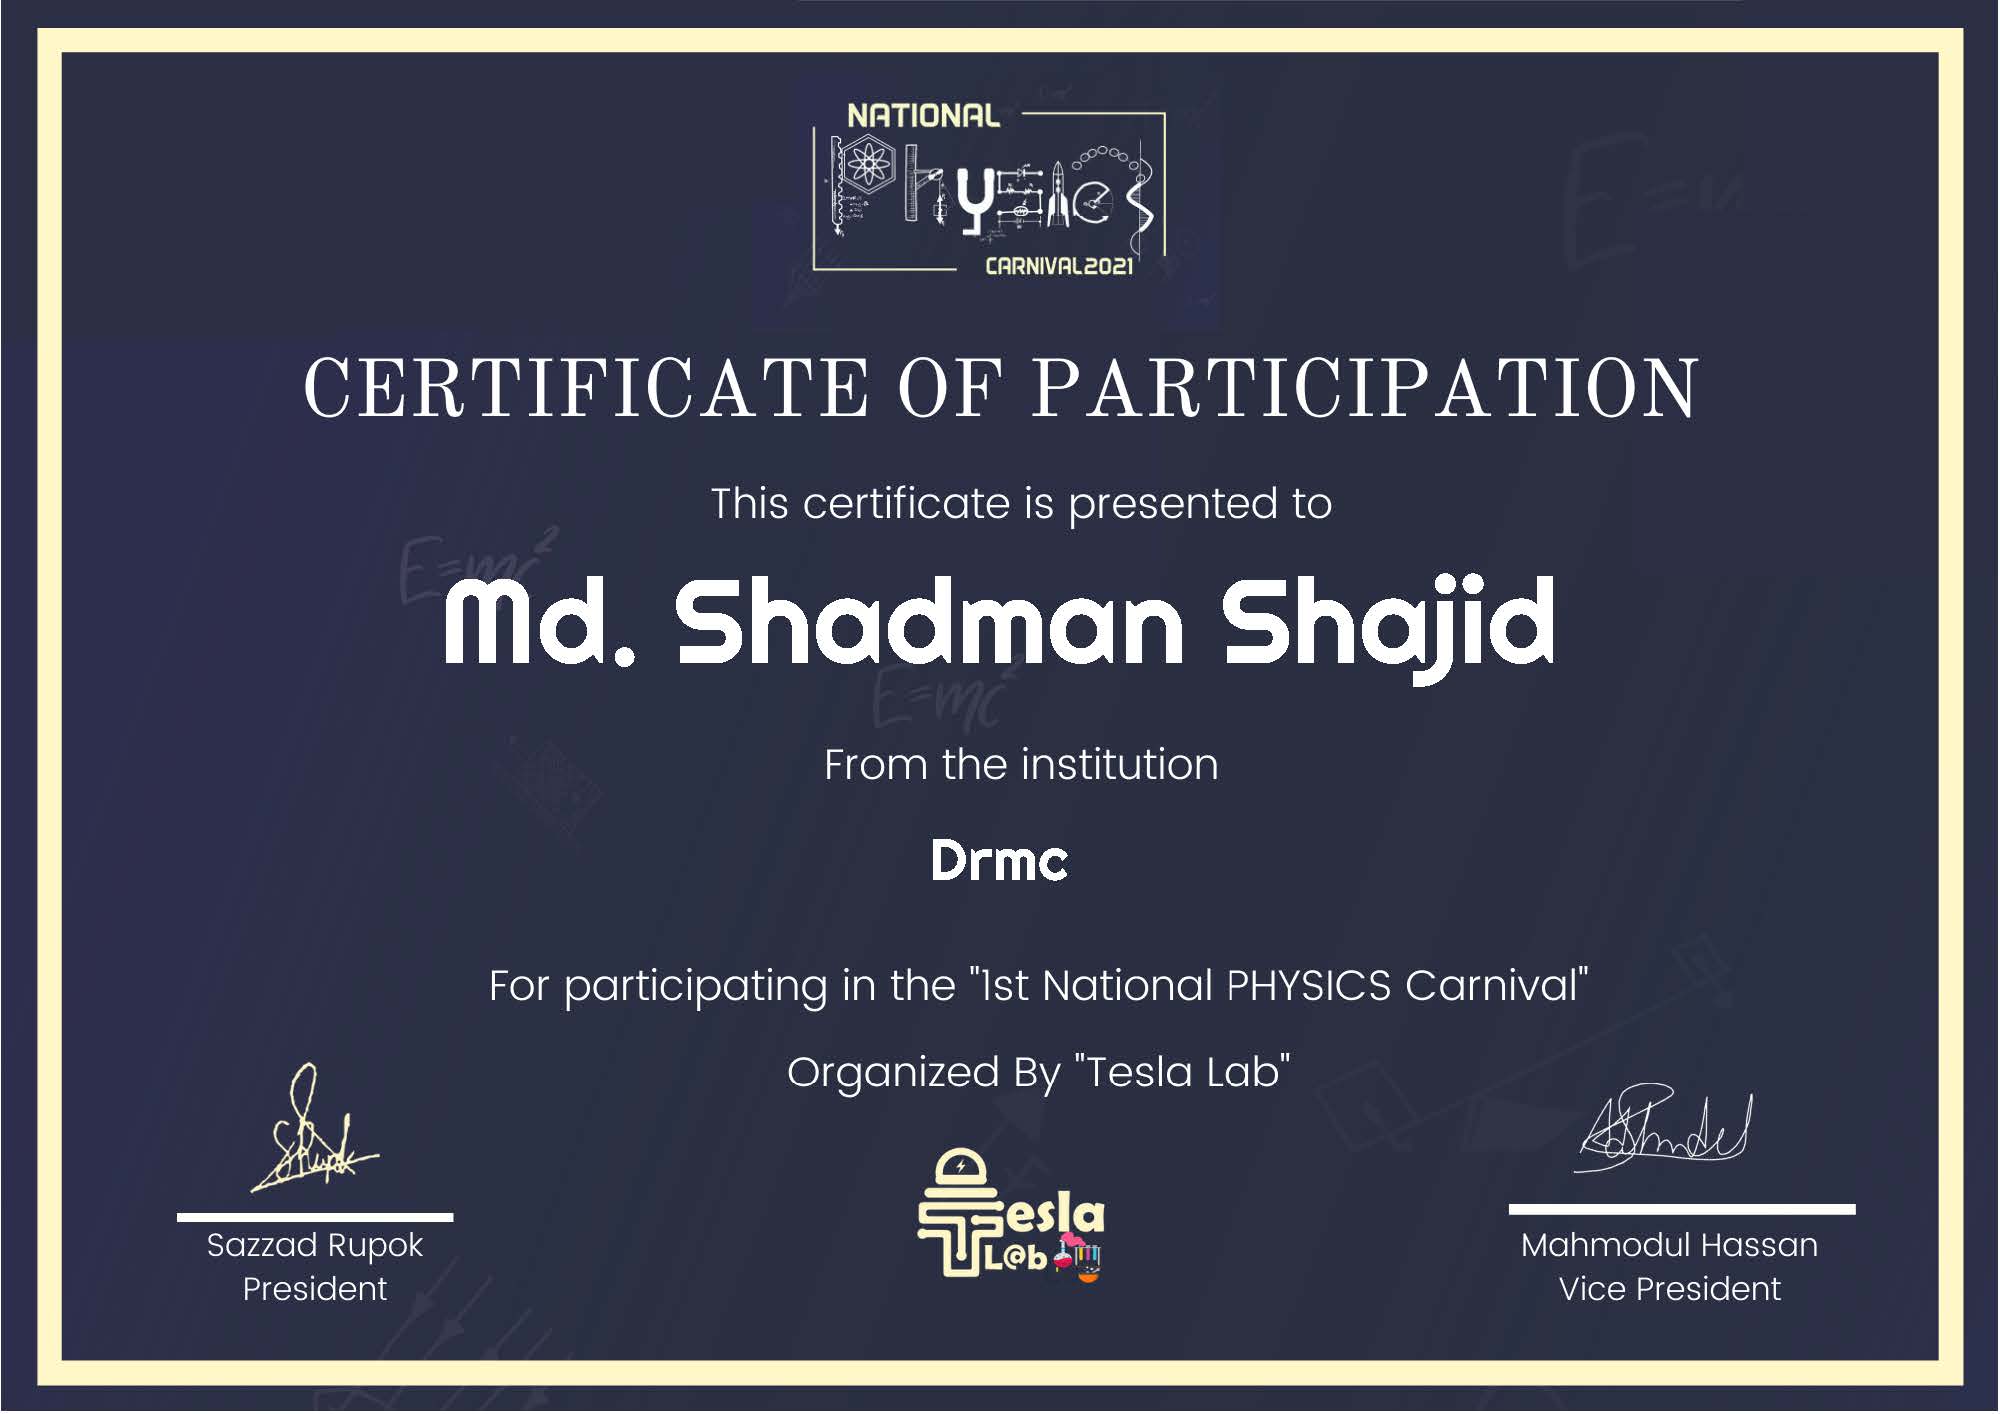 NATIONAL
Physics
CARNIVAL2021
CERTIFICATE OF PARTICIPATION
This certificate is presented to
E=mc²
Md. Shadman Shajid
E=mc²
From the institution
Drmc
For participating in the "1st National PHYSICS Carnival"
Organized By "Tesla Lab"
Tesla
L@b
Sazzad Rupok
President
Mahmodul Hassan
Vice President